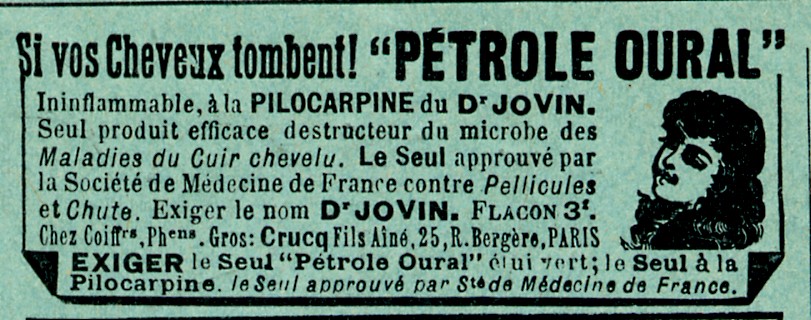 Si vos Cheveux tombent! “PÉTROLE OURAL”
Ininflammable, à la PILOCARPINE du Dr JOVIN.
Seul produit efficace destructeur du microbe des
Maladies du Cuir chevelu. Le Seul approuvé par
la Société de Médecine de France contre Pellicules
et Chute. Exiger le nom Dr JOVIN. FLACON 3f.
Chez Coiffrs, Phens. Gros: Crucq Fils Aîné, 25, R. Bergère, PARIS
EXIGER le Seul “Pétrole Oural” étui vert; le Seul à la
Pilocarpine. le Seul approuvé par Sté de Médecine de France.